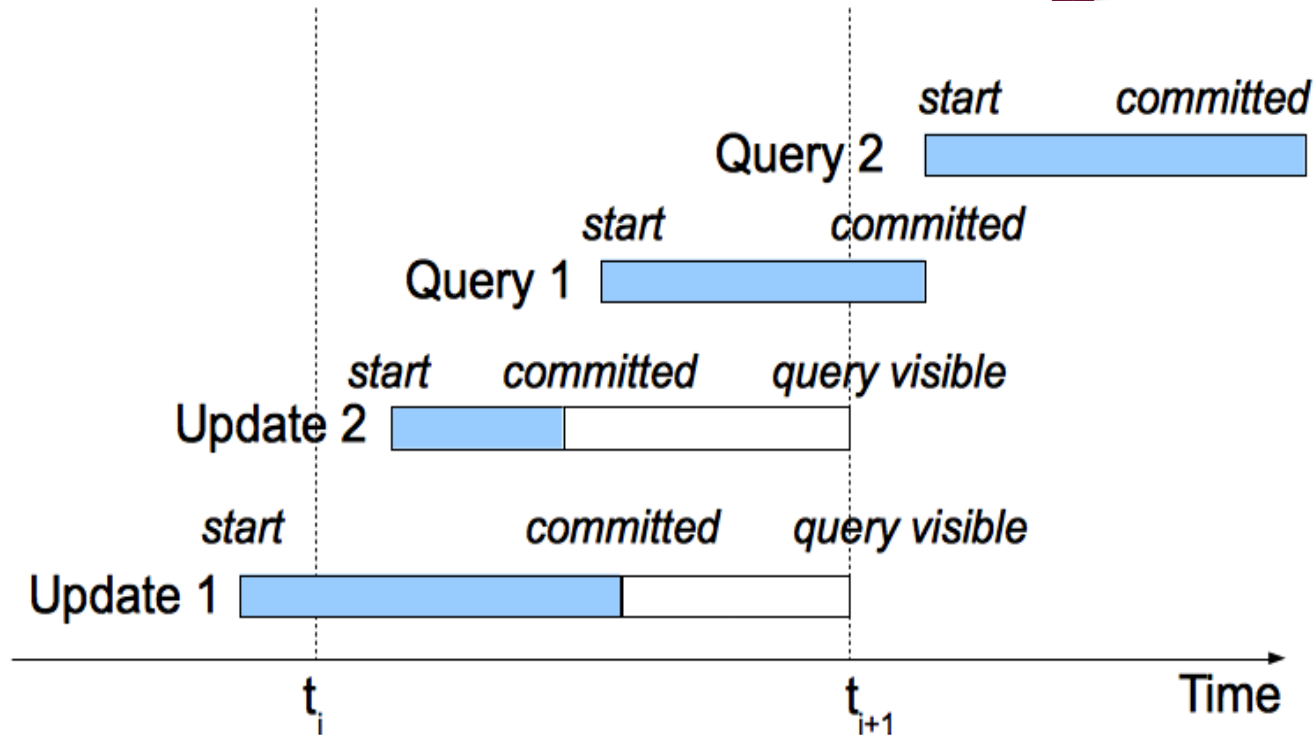 start committed
Query 2
start committed
Query 1
start committed query visible
Update 2
start committed query visible
Update 1
tᵢ tᵢ₊₁ Time